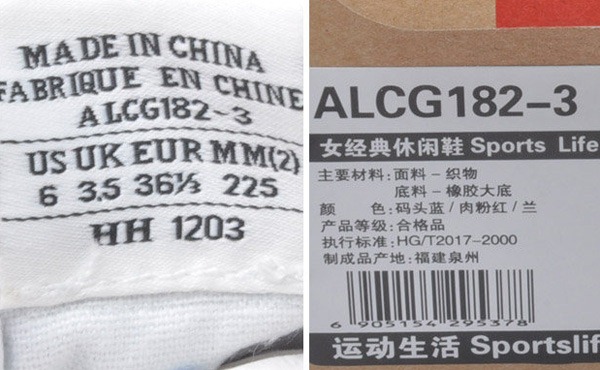 MADE IN CHINA
FABRIQUE EN CHINE
ALCG182-3
US UK EUR MM(2)
6 3.5 36⅓ 225
HH 1203
ALCG182-3
女经典休闲鞋 Sports Life
主要材料:面料-织物
底料-橡胶大底
颜 色:码头蓝/肉粉红/兰
产品等级:合格品
执行标准:HG/T2017-2000
制成品产地:福建泉州
6 905154 295378
运动生活 Sportslif